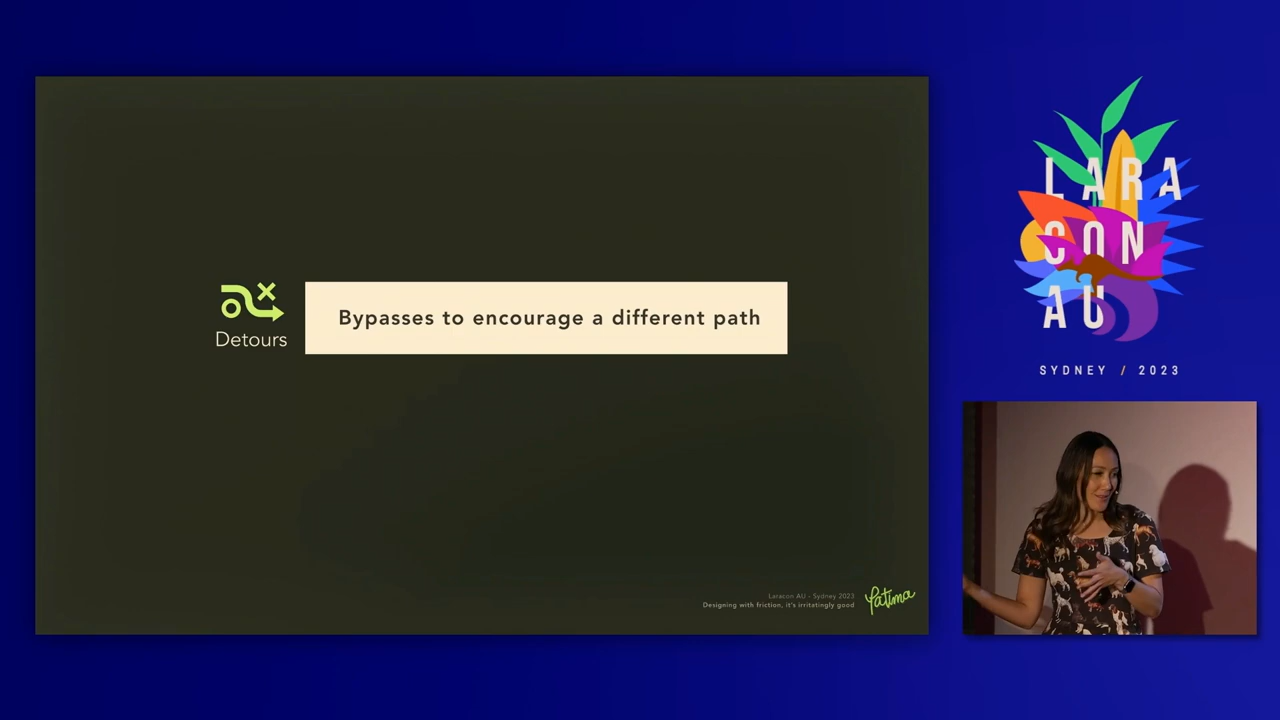 Detours
Bypasses to encourage a different path
Laracon AU - Sydney 2023
Designing with friction, it's irritatingly good
Yatima
LARA
CON
AU
SYDNEY / 2023